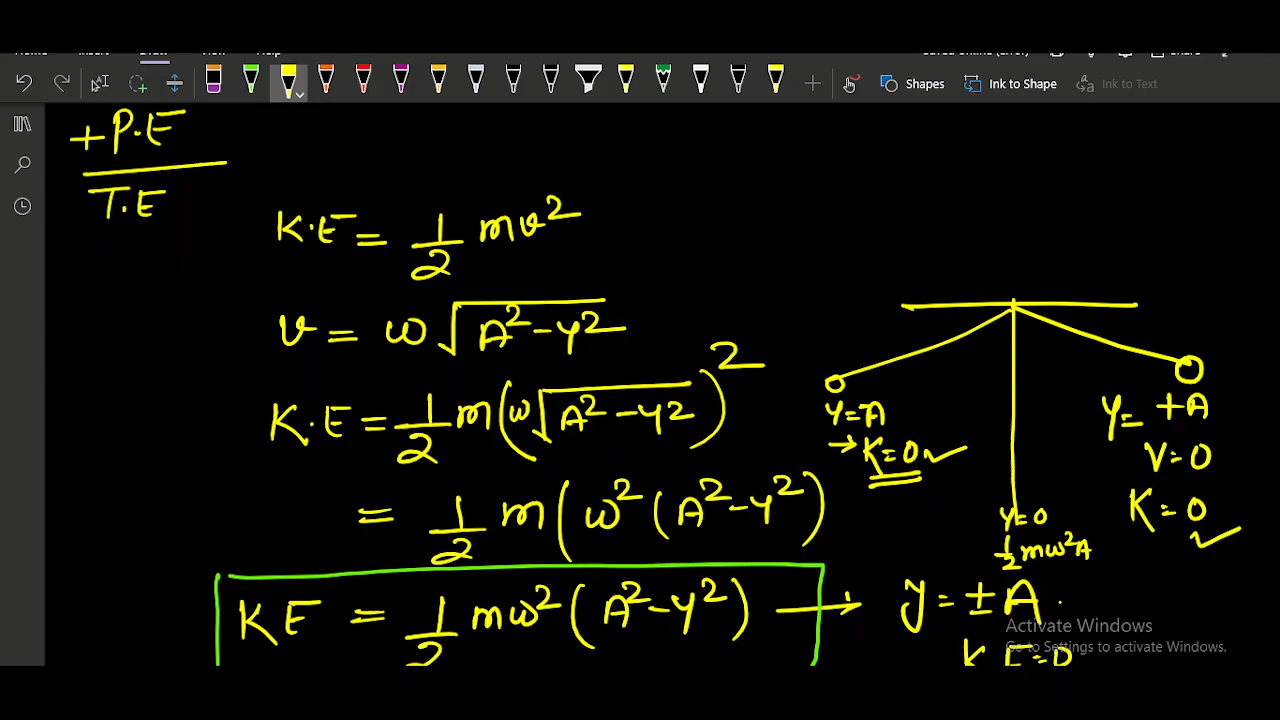 Shapes Ink to Shape Ink to Text
+P.E
T.E
K.E = 1/2 mv²
v = ω√(A²-y²)
K.E = 1/2 m(ω√(A²-y²))²
= 1/2 m(ω²(A²-y²)
KE = 1/2 mω²(A²-y²) → y = ±A
K E = 0
y=-A
→ K=0 ✓
y=0
1/2 mω²A
y= +A
V=0
K=0 ✓
Activate Windows
Go to Settings to activate Windows.